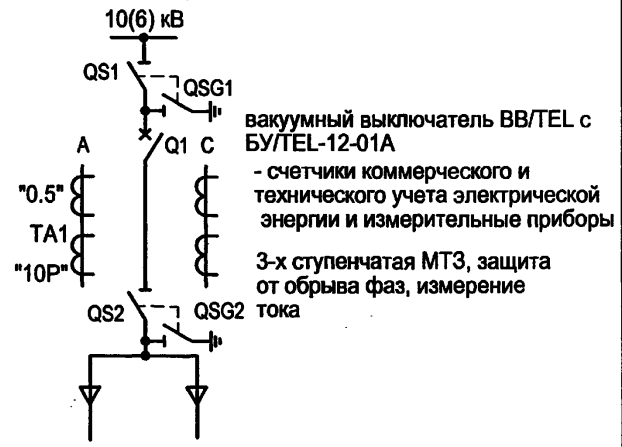 10(6) кВ
QS1
QSG1
вакуумный выключатель BB/TEL с
БУ/TEL-12-01А
A
Q1
C
- счетчики коммерческого и
технического учета электрической
энергии и измерительные приборы
"0.5"
TA1
"10P"
3-х ступенчатая МТЗ, защита
от обрыва фаз, измерение
тока
QS2
QSG2